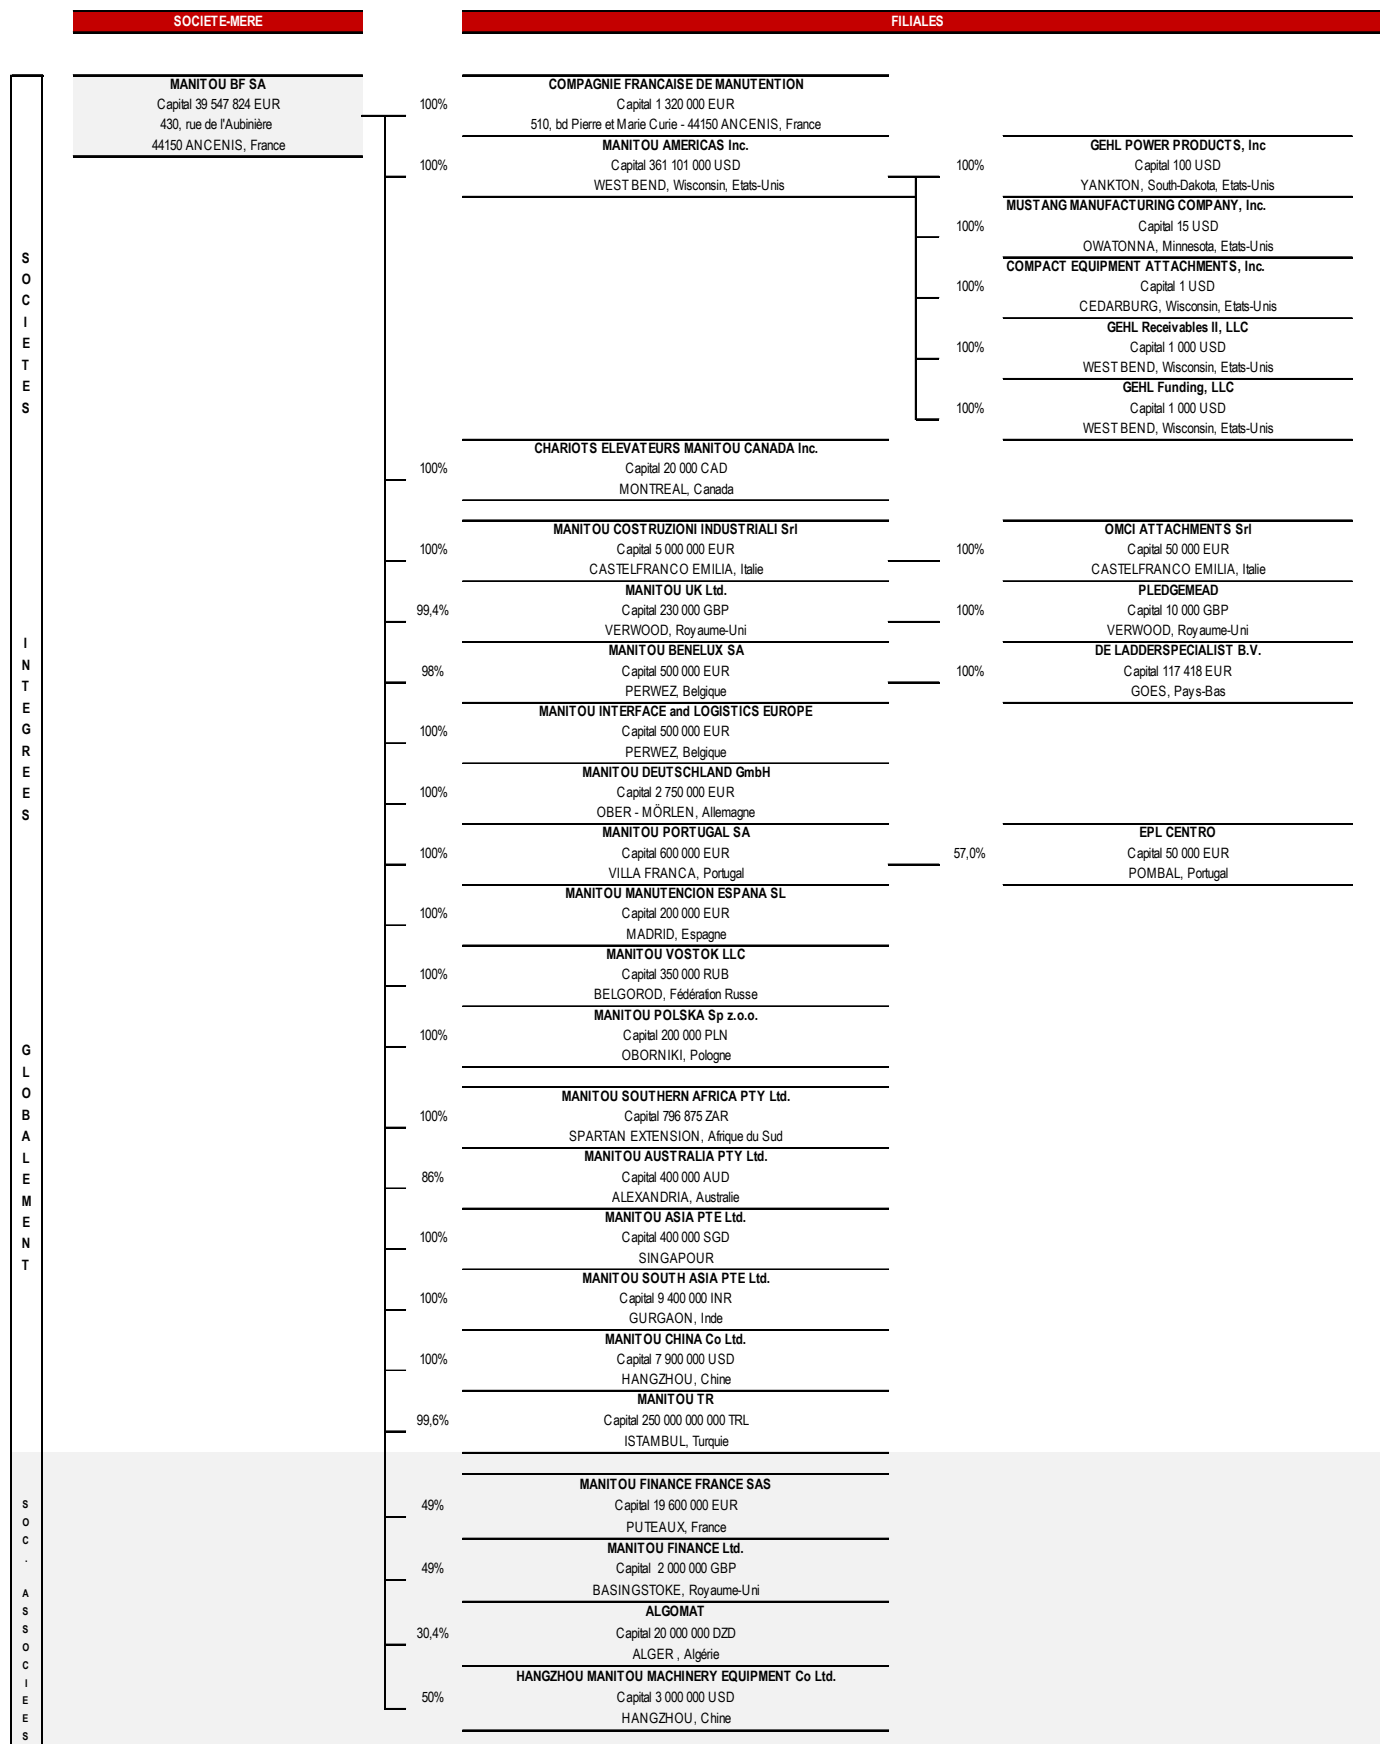 SOCIETE-MERE
FILIALES
SOCIETES INTEGREES GLOBALEMENT
MANITOU BF SA
Capital 39 547 824 EUR
430, rue de l'Aubinière
44150 ANCENIS, France
COMPAGNIE FRANCAISE DE MANUTENTION
100%
Capital 1 320 000 EUR
510, bd Pierre et Marie Curie - 44150 ANCENIS, France
MANITOU AMERICAS Inc.
100%
Capital 361 101 000 USD
WEST BEND, Wisconsin, Etats-Unis
GEHL POWER PRODUCTS, Inc
100%
Capital 100 USD
YANKTON, South-Dakota, Etats-Unis
MUSTANG MANUFACTURING COMPANY, Inc.
100%
Capital 15 USD
OWATONNA, Minnesota, Etats-Unis
COMPACT EQUIPMENT ATTACHMENTS, Inc.
100%
Capital 1 USD
CEDARBURG, Wisconsin, Etats-Unis
GEHL Receivables II, LLC
100%
Capital 1 000 USD
WEST BEND, Wisconsin, Etats-Unis
GEHL Funding, LLC
100%
Capital 1 000 USD
WEST BEND, Wisconsin, Etats-Unis
CHARIOTS ELEVATEURS MANITOU CANADA Inc.
100%
Capital 20 000 CAD
MONTREAL, Canada
MANITOU COSTRUZIONI INDUSTRIALI Srl
100%
Capital 5 000 000 EUR
CASTELFRANCO EMILIA, Italie
OMCI ATTACHMENTS Srl
100%
Capital 50 000 EUR
CASTELFRANCO EMILIA, Italie
MANITOU UK Ltd.
99,4%
Capital 230 000 GBP
VERWOOD, Royaume-Uni
PLEDGEMEAD
100%
Capital 10 000 GBP
VERWOOD, Royaume-Uni
MANITOU BENELUX SA
98%
Capital 500 000 EUR
PERWEZ, Belgique
DE LADDERSPECIALIST B.V.
100%
Capital 117 418 EUR
GOES, Pays-Bas
MANITOU INTERFACE and LOGISTICS EUROPE
100%
Capital 500 000 EUR
PERWEZ, Belgique
MANITOU DEUTSCHLAND GmbH
100%
Capital 2 750 000 EUR
OBER - MÖRLEN, Allemagne
MANITOU PORTUGAL SA
100%
Capital 600 000 EUR
VILLA FRANCA, Portugal
EPL CENTRO
57,0%
Capital 50 000 EUR
POMBAL, Portugal
MANITOU MANUTENCION ESPANA SL
100%
Capital 200 000 EUR
MADRID, Espagne
MANITOU VOSTOK LLC
100%
Capital 350 000 RUB
BELGOROD, Fédération Russe
MANITOU POLSKA Sp z.o.o.
100%
Capital 200 000 PLN
OBORNIKI, Pologne
MANITOU SOUTHERN AFRICA PTY Ltd.
100%
Capital 796 875 ZAR
SPARTAN EXTENSION, Afrique du Sud
MANITOU AUSTRALIA PTY Ltd.
86%
Capital 400 000 AUD
ALEXANDRIA, Australie
MANITOU ASIA PTE Ltd.
100%
Capital 400 000 SGD
SINGAPOUR
MANITOU SOUTH ASIA PTE Ltd.
100%
Capital 9 400 000 INR
GURGAON, Inde
MANITOU CHINA Co Ltd.
100%
Capital 7 900 000 USD
HANGZHOU, Chine
MANITOU TR
99,6%
Capital 250 000 000 000 TRL
ISTAMBUL, Turquie
SOC. ASSOCIEES
MANITOU FINANCE FRANCE SAS
49%
Capital 19 600 000 EUR
PUTEAUX, France
MANITOU FINANCE Ltd.
49%
Capital 2 000 000 GBP
BASINGSTOKE, Royaume-Uni
ALGOMAT
30,4%
Capital 20 000 000 DZD
ALGER , Algérie
HANGZHOU MANITOU MACHINERY EQUIPMENT Co Ltd.
50%
Capital 3 000 000 USD
HANGZHOU, Chine